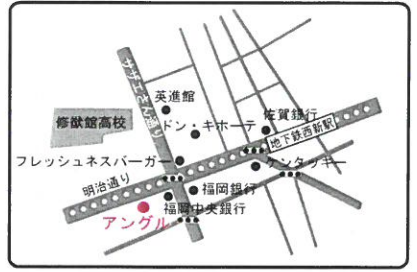 英進館
サザエさん通り
佐賀銀行
修猷館高校
ドン・キホーテ
地下鉄西新駅
フレッシュネスバーガー
ケンタッキー
明治通り
福岡銀行
福岡中央銀行
アングル